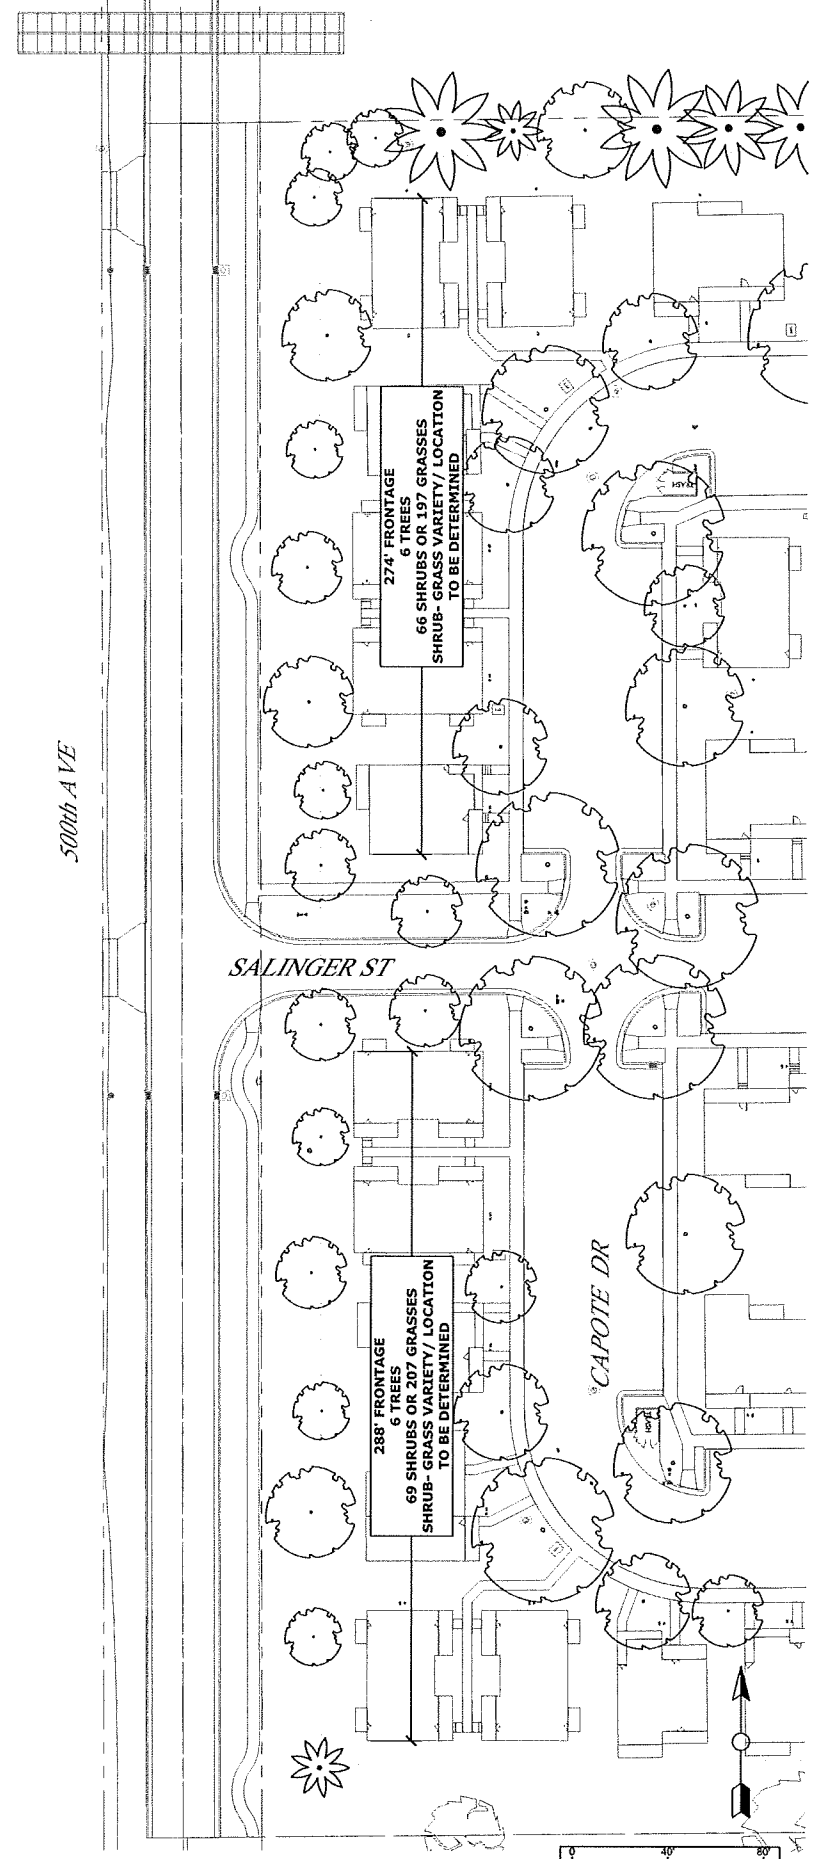 274' FRONTAGE
6 TREES
66 SHRUBS OR 197 GRASSES
SHRUB- GRASS VARIETY/ LOCATION
TO BE DETERMINED
TRASH
500th AVE
SALINGER ST
CAPOTE DR
288' FRONTAGE
6 TREES
69 SHRUBS OR 207 GRASSES
SHRUB- GRASS VARIETY/ LOCATION
TO BE DETERMINED
TRASH
0 40' 80'